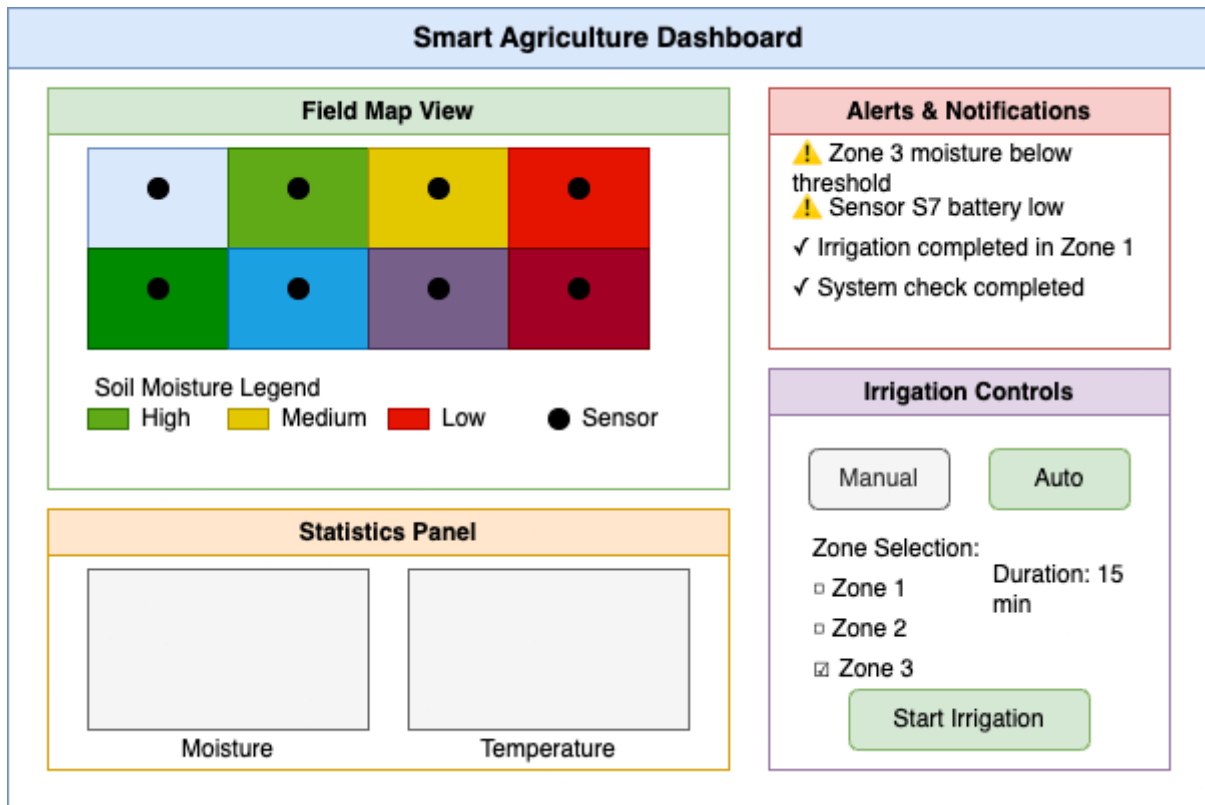 Smart Agriculture Dashboard
Field Map View
Soil Moisture Legend
High Medium Low Sensor
Statistics Panel
Moisture Temperature
Alerts & Notifications
⚠️ Zone 3 moisture below
threshold
⚠️ Sensor S7 battery low
✓ Irrigation completed in Zone 1
✓ System check completed
Irrigation Controls
Manual Auto
Zone Selection:
☐ Zone 1
☐ Zone 2
☑ Zone 3
Duration: 15
min
Start Irrigation